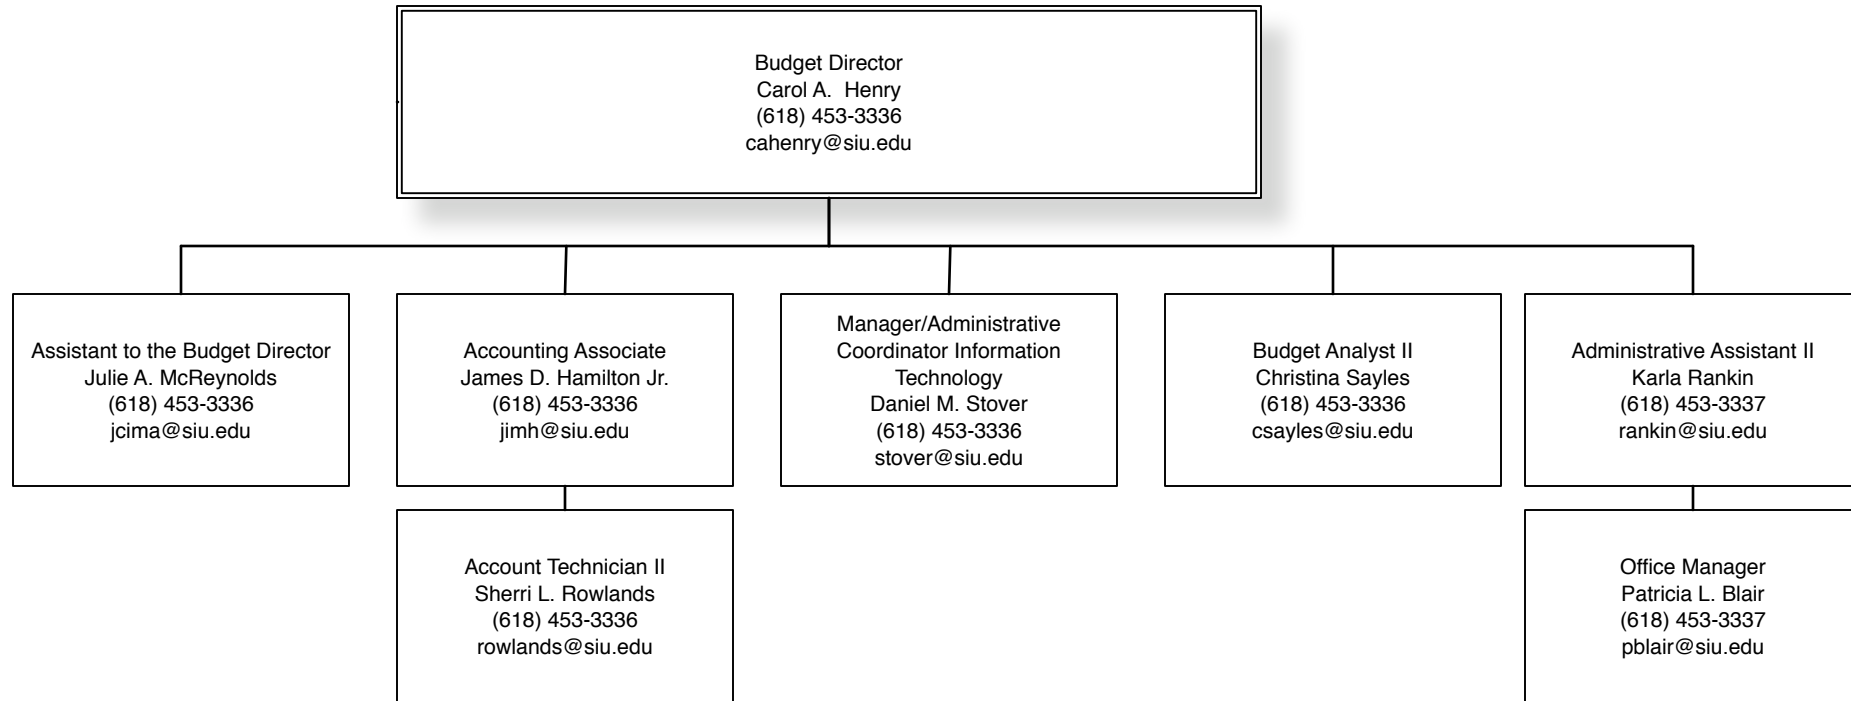 Budget Director
Carol A.  Henry
(618) 453-3336
cahenry@siu.edu
Assistant to the Budget Director
Julie A. McReynolds
(618) 453-3336
jcima@siu.edu
Accounting Associate
James D. Hamilton Jr.
(618) 453-3336
jimh@siu.edu
Manager/Administrative
Coordinator Information
Technology
Daniel M. Stover
(618) 453-3336
stover@siu.edu
Budget Analyst II
Christina Sayles
(618) 453-3336
csayles@siu.edu
Administrative Assistant II
Karla Rankin
(618) 453-3337
rankin@siu.edu
Account Technician II
Sherri L. Rowlands
(618) 453-3336
rowlands@siu.edu
Office Manager
Patricia L. Blair
(618) 453-3337
pblair@siu.edu